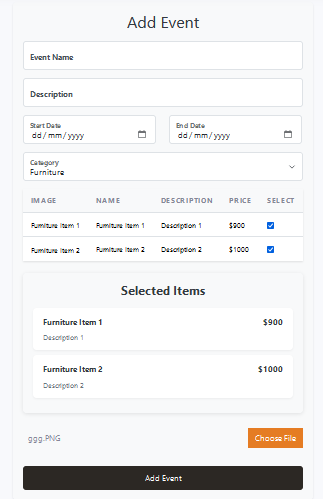 Add Event
Event Name
Description
Start Date End Date
dd/mm/yyyy dd/mm/yyyy
Category
Furniture
IMAGE NAME DESCRIPTION PRICE SELECT
Furniture Item 1 Furniture Item 1 Description 1 $900
Furniture Item 2 Furniture Item 2 Description 2 $1000
Selected Items
Furniture Item 1 $900
Description 1
Furniture Item 2 $1000
Description 2
ggg.PNG Choose File
Add Event